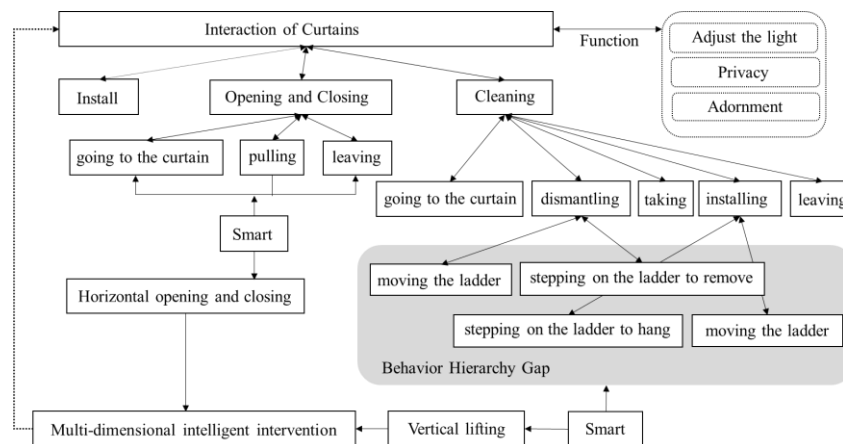 Interaction of Curtains
Function
Adjust the light
Privacy
Adornment
Install
Opening and Closing
Cleaning
going to the curtain
pulling
leaving
going to the curtain
dismantling
taking
installing
leaving
Smart
Horizontal opening and closing
moving the ladder
stepping on the ladder to remove
stepping on the ladder to hang
moving the ladder
Behavior Hierarchy Gap
Multi-dimensional intelligent intervention
Vertical lifting
Smart